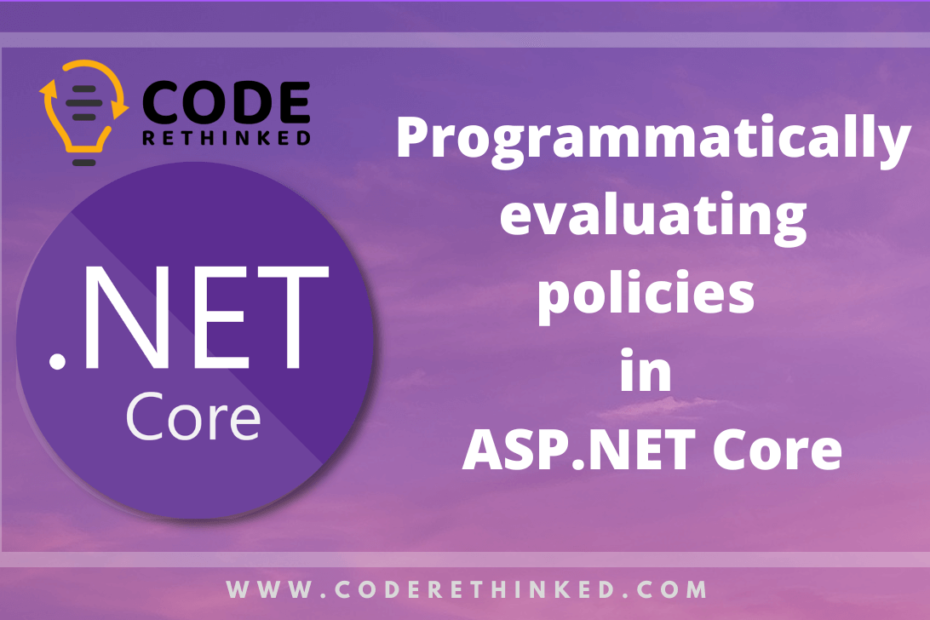 CODE
RETHINKED
.NET
Core
Programmatically
evaluating
policies
in
ASP.NET Core
WWW.CODERETHINKED.COM